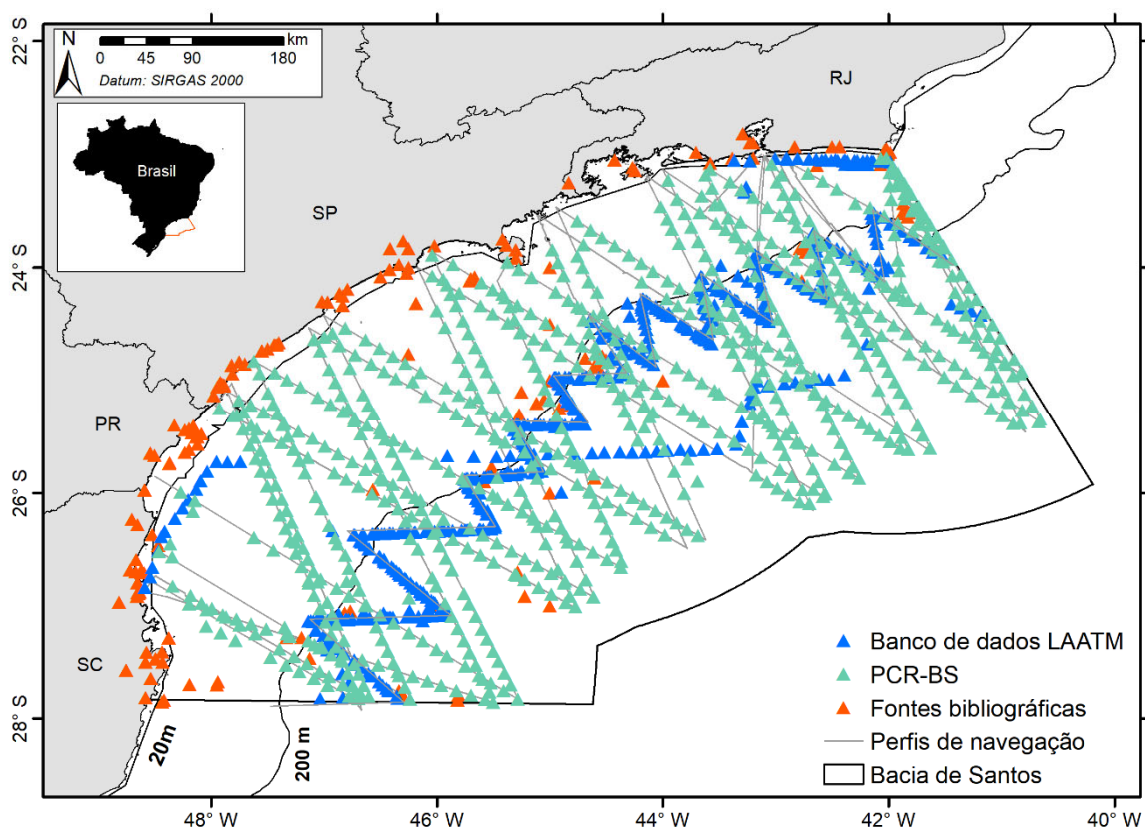 N
km
0 45 90 180
Datum: SIRGAS 2000
Brasil
RJ
SP
PR
SC
20m
200 m
Banco de dados LAATM
PCR-BS
Fontes bibliográficas
Perfis de navegação
Bacia de Santos
22° S
24° S
26° S
28° S
48° W 46° W 44° W 42° W 40° W